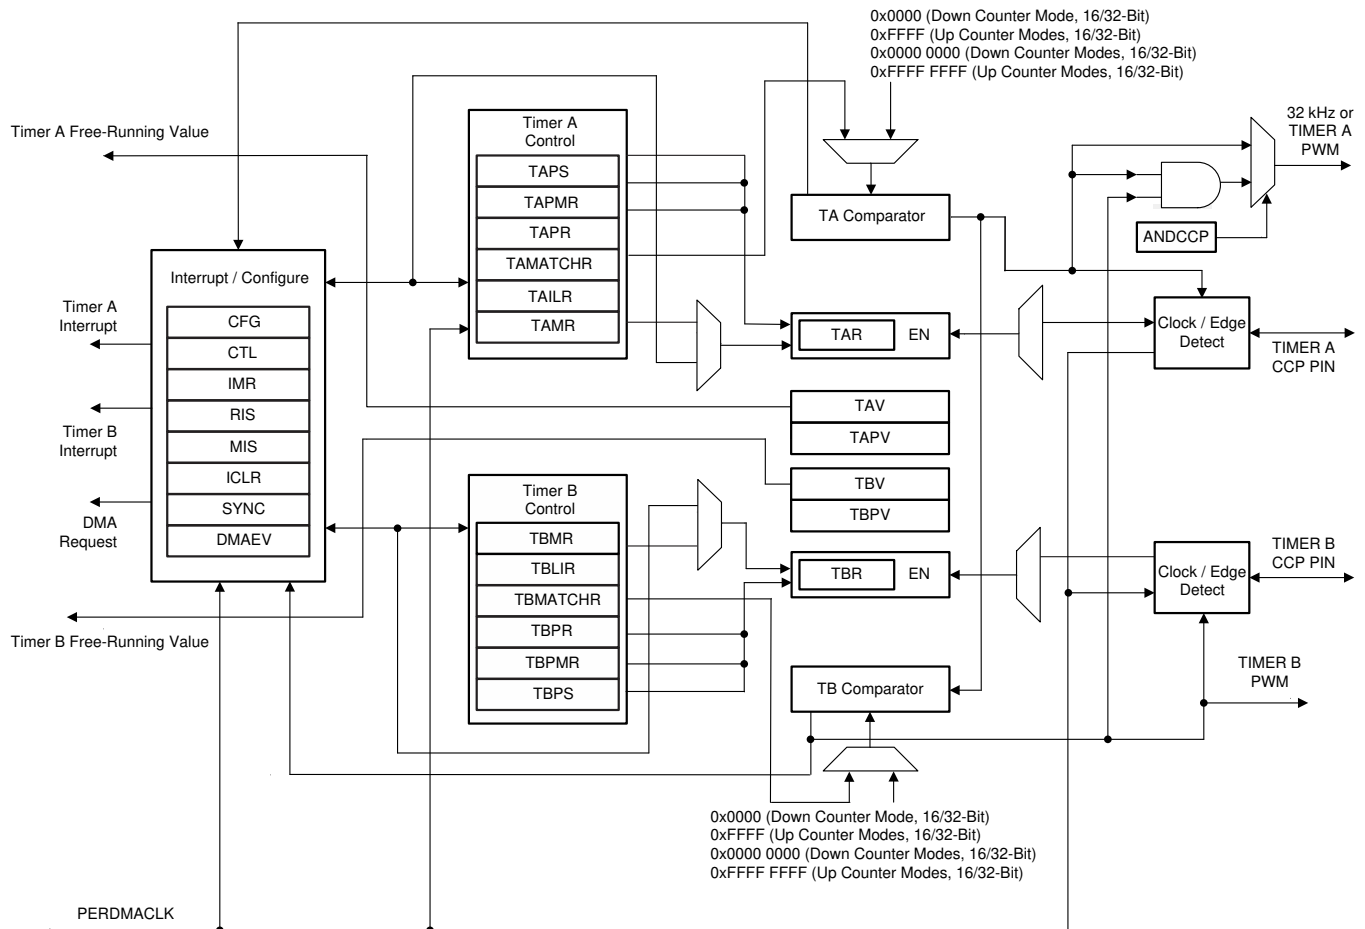 0x0000 (Down Counter Mode, 16/32-Bit)
0xFFFF (Up Counter Modes, 16/32-Bit)
0x0000 0000 (Down Counter Modes, 16/32-Bit)
0xFFFF FFFF (Up Counter Modes, 16/32-Bit)
Timer A Free-Running Value
Timer A
Control
TAPS
TAPMR
TAPR
TAMATCHR
TAILR
TAMR
TA Comparator
32 kHz or
TIMER A
PWM
ANDCCP
Interrupt / Configure
CFG
CTL
IMR
RIS
MIS
ICLR
SYNC
DMAEV
Timer A
Interrupt
Timer B
Interrupt
DMA
Request
TAR
EN
Clock / Edge
Detect
TIMER A
CCP PIN
TAV
TAPV
TBV
TBPV
Timer B
Control
TBMR
TBLIR
TBMATCHR
TBPR
TBPMR
TBPS
TBR
EN
Clock / Edge
Detect
TIMER B
CCP PIN
Timer B Free-Running Value
TB Comparator
TIMER B
PWM
0x0000 (Down Counter Mode, 16/32-Bit)
0xFFFF (Up Counter Modes, 16/32-Bit)
0x0000 0000 (Down Counter Modes, 16/32-Bit)
0xFFFF FFFF (Up Counter Modes, 16/32-Bit)
PERDMACLK